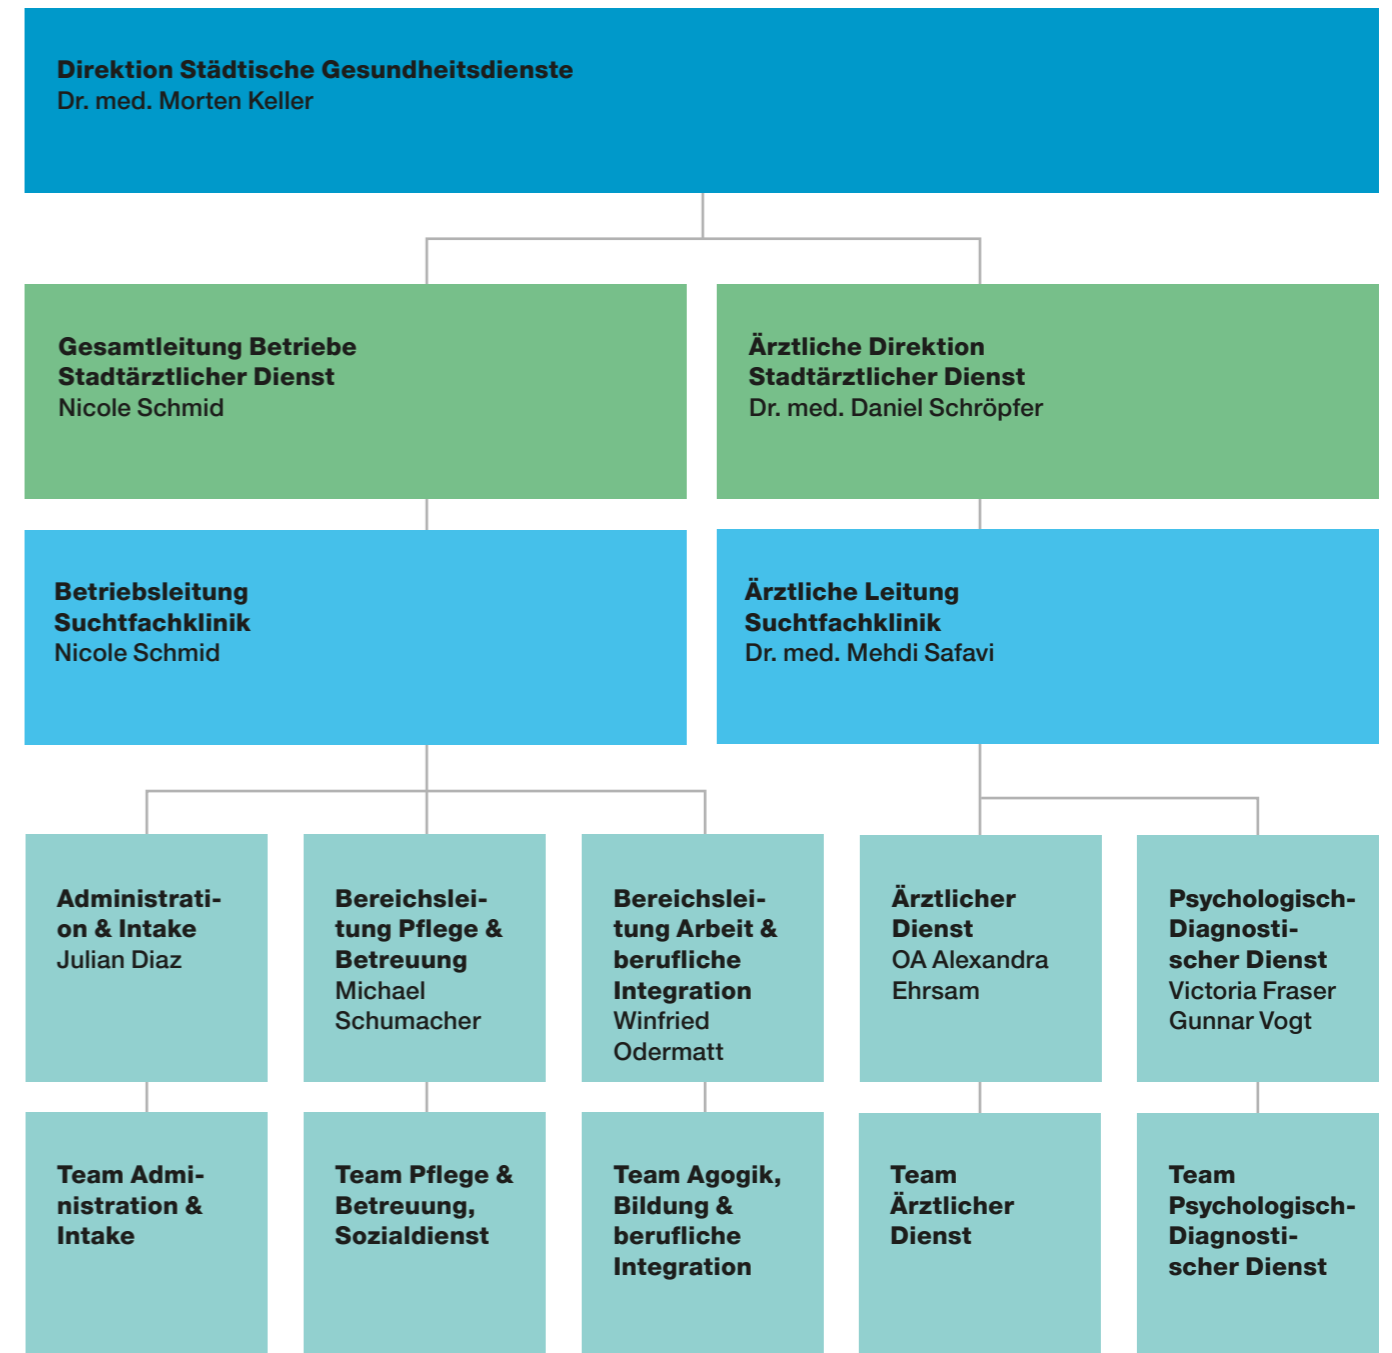 Direktion Städtische Gesundheitsdienste
Dr. med. Morten Keller
Gesamtleitung Betriebe
Stadtärztlicher Dienst
Nicole Schmid
Ärztliche Direktion
Stadtärztlicher Dienst
Dr. med. Daniel Schröpfer
Betriebsleitung
Suchtfachklinik
Nicole Schmid
Ärztliche Leitung
Suchtfachklinik
Dr. med. Mehdi Safavi
Administrati-
on & Intake
Julian Diaz
Bereichslei-
tung Pflege &
Betreuung
Michael
Schumacher
Bereichslei-
tung Arbeit &
berufliche
Integration
Winfried
Odermatt
Ärztlicher
Dienst
OA Alexandra
Ehrsam
Psychologisch-
Diagnosti-
scher Dienst
Victoria Fraser
Gunnar Vogt
Team Admi-
nistration &
Intake
Team Pflege &
Betreuung,
Sozialdienst
Team Agogik,
Bildung &
berufliche
Integration
Team
Ärztlicher
Dienst
Team
Psychologisch-
Diagnosti-
scher Dienst